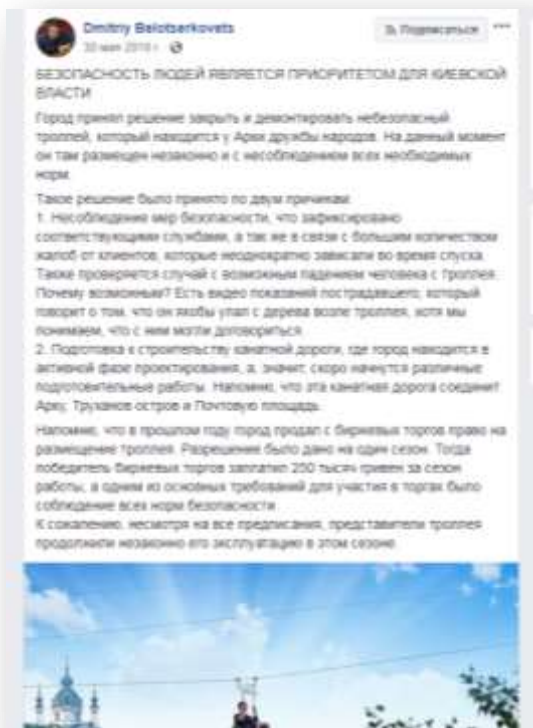 Dmitriy Belotserkovets
Подписаться
30 мая 2018 г.
БЕЗОПАСНОСТЬ ЛЮДЕЙ ЯВЛЯЕТСЯ ПРИОРИТЕТОМ ДЛЯ КИЕВСКОЙ
ВЛАСТИ
Город принял решение закрыть и демонтировать небезопасный
троллей, который находится у Арки дружбы народов. На данный момент
он там размещен незаконно и с несоблюдением всех необходимых
норм.
Такое решение было принято по двум причинам:
1. Несоблюдение мер безопасности, что зафиксировано
соответствующими службами, а так же в связи с большим количеством
жалоб от клиентов, которые неоднократно зависали во время спуска.
Также проверяется случай с возможным падением человека с троллея.
Почему возможным? Есть видео показаний пострадавшего, который
говорит о том, что он якобы упал с дерева возле троллея, хотя мы
понимаем, что с ним могли договориться.
2. Подготовка к строительству канатной дороги, где город находится в
активной фазе проектирования, а, значит, скоро начнутся различные
подготовительные работы. Напомню, что эта канатная дорога соединит
Арку, Труханов остров и Почтовую площадь.
Напомню, что в прошлом году город продал с биржевых торгов право на
размещение троллея. Разрешение было дано на один сезон. Тогда
победитель биржевых торгов заплатил 250 тысяч гривен за сезон
работы, а одним из основных требований для участия в торгах было
соблюдение всех норм безопасности.
К сожалению, несмотря на все предписания, представители троллея
продолжили незаконно его эксплуатацию в этом сезоне.